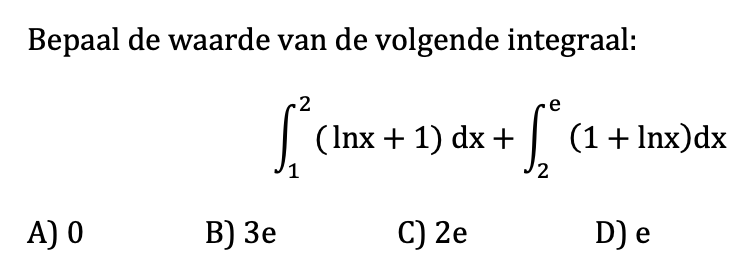 Bepaal de waarde van de volgende integraal:
∫₁² (lnx + 1) dx + ∫₂ᵉ (1 + lnx)dx
A) 0 B) 3e C) 2e D) e